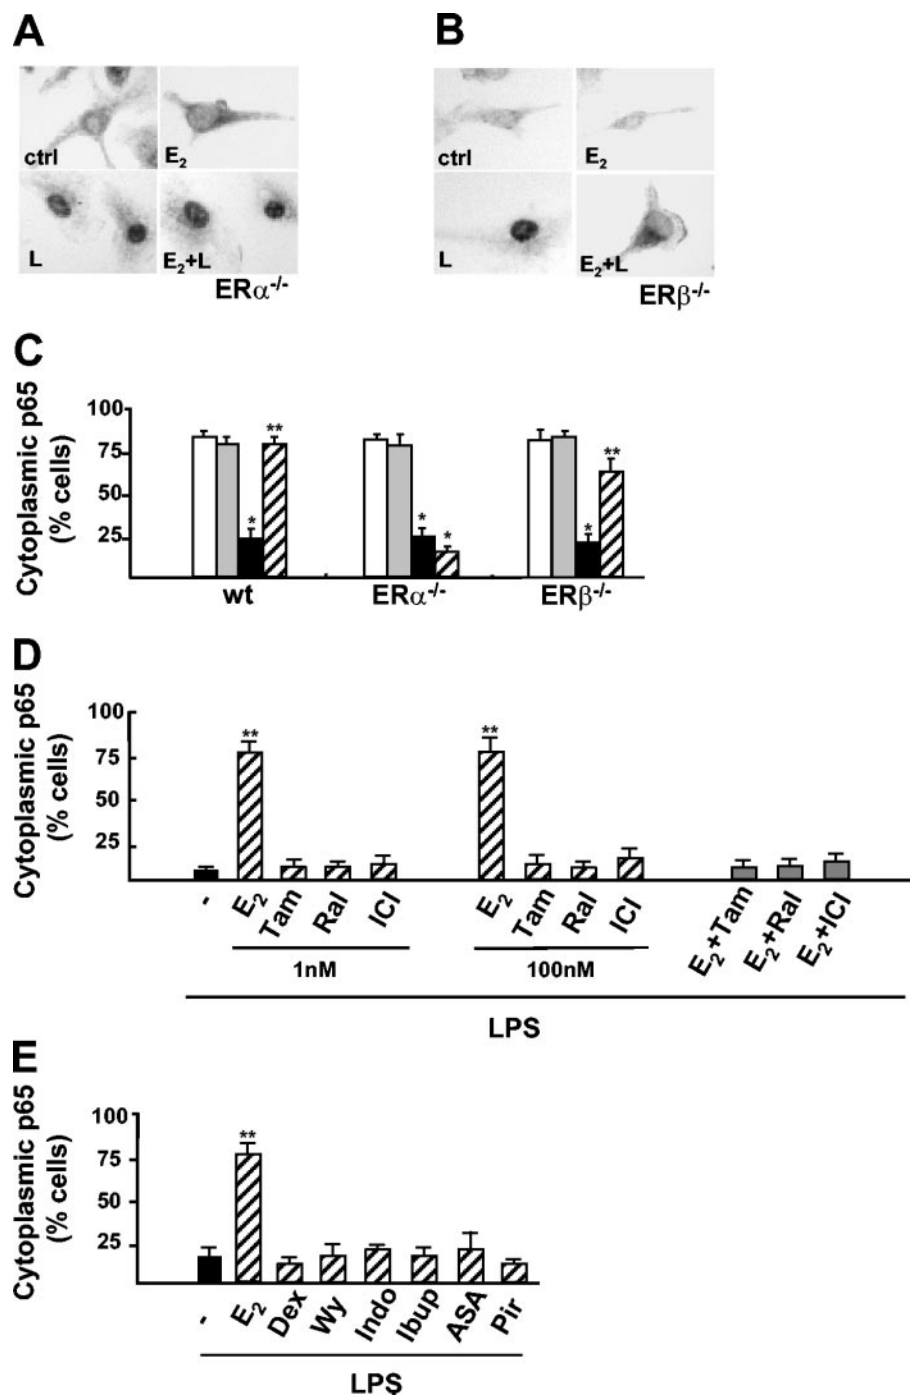 A
B
ctrl
E₂
ctrl
E₂
L
E₂+L
L
E₂+L
ERα⁻/⁻
ERβ⁻/⁻
C
Cytoplasmic p65
(% cells)
100
75
50
25
**
*
*
*
*
**
wt
ERα⁻/⁻
ERβ⁻/⁻
D
Cytoplasmic p65
(% cells)
100
75
50
25
**
**
- E₂ Tam Ral ICI E₂ Tam Ral ICI E₂+Tam E₂+Ral E₂+ICI
1nM 100nM
LPS
E
Cytoplasmic p65
(% cells)
100
75
50
25
**
- E₂ Dex Wy Indo Ibup ASA Pir
LPS